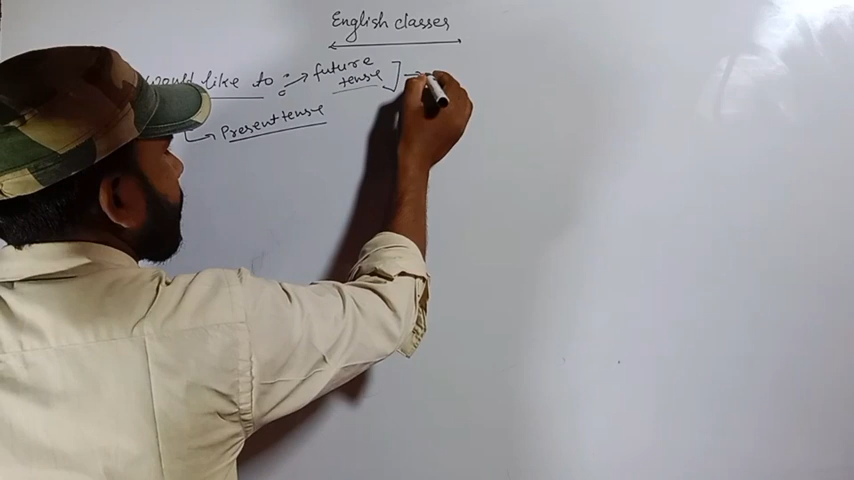 English classes
would like to : → future
tense ] →
↳ Present tense